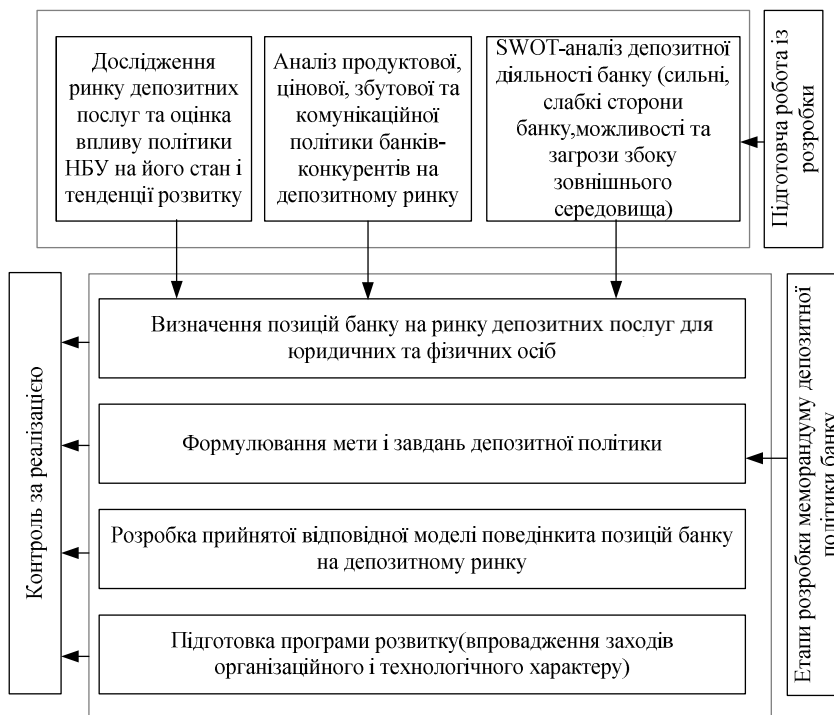 Дослідження
ринку депозитних
послуг та оцінка
впливу політики
НБУ на його стан і
тенденції розвитку
Аналіз продуктової,
цінової, збутової та
комунікаційної
політики банків-
конкурентів на
депозитному ринку
SWOT-аналіз депозитної
діяльності банку (сильні,
слабкі сторони
банку,можливості та
загрози збоку
зовнішнього
середовища)
Підготовча робота із
розробки
Визначення позицій банку на ринку депозитних послуг для
юридичних та фізичних осіб
Формулювання мети і завдань депозитної політики
Розробка прийнятої відповідної моделі поведінкита позицій банку
на депозитному ринку
Підготовка програми розвитку(впровадження заходів
організаційного і технологічного характеру)
Контроль за реалізацією
Етапи розробки меморандуму депозитної
політики банку